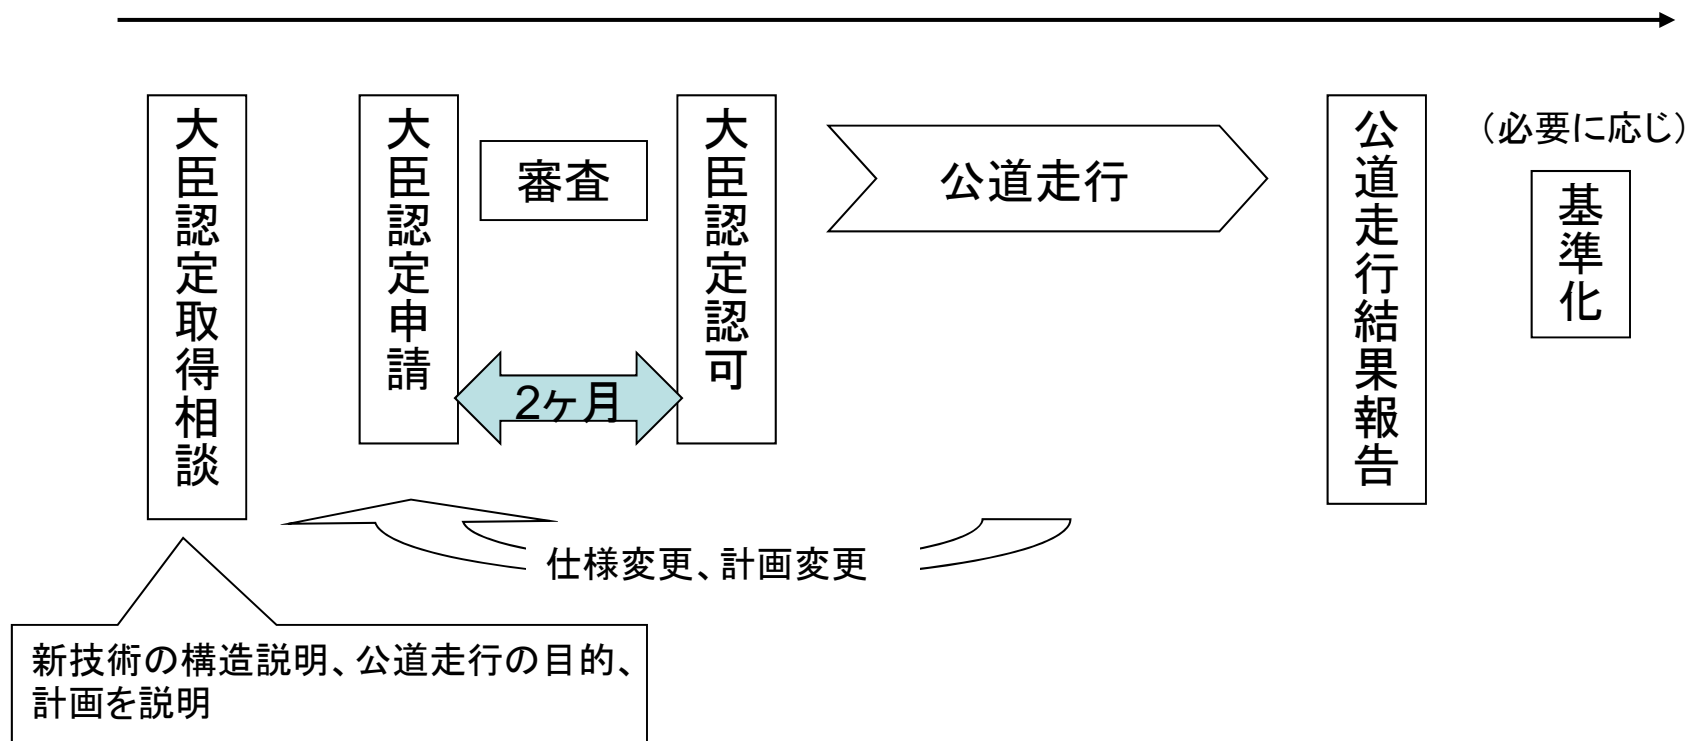 大臣認定取得相談
大臣認定申請
審査
2ヶ月
大臣認定認可
公道走行
公道走行結果報告
（必要に応じ）
基準化
仕様変更、計画変更
新技術の構造説明、公道走行の目的、
計画を説明